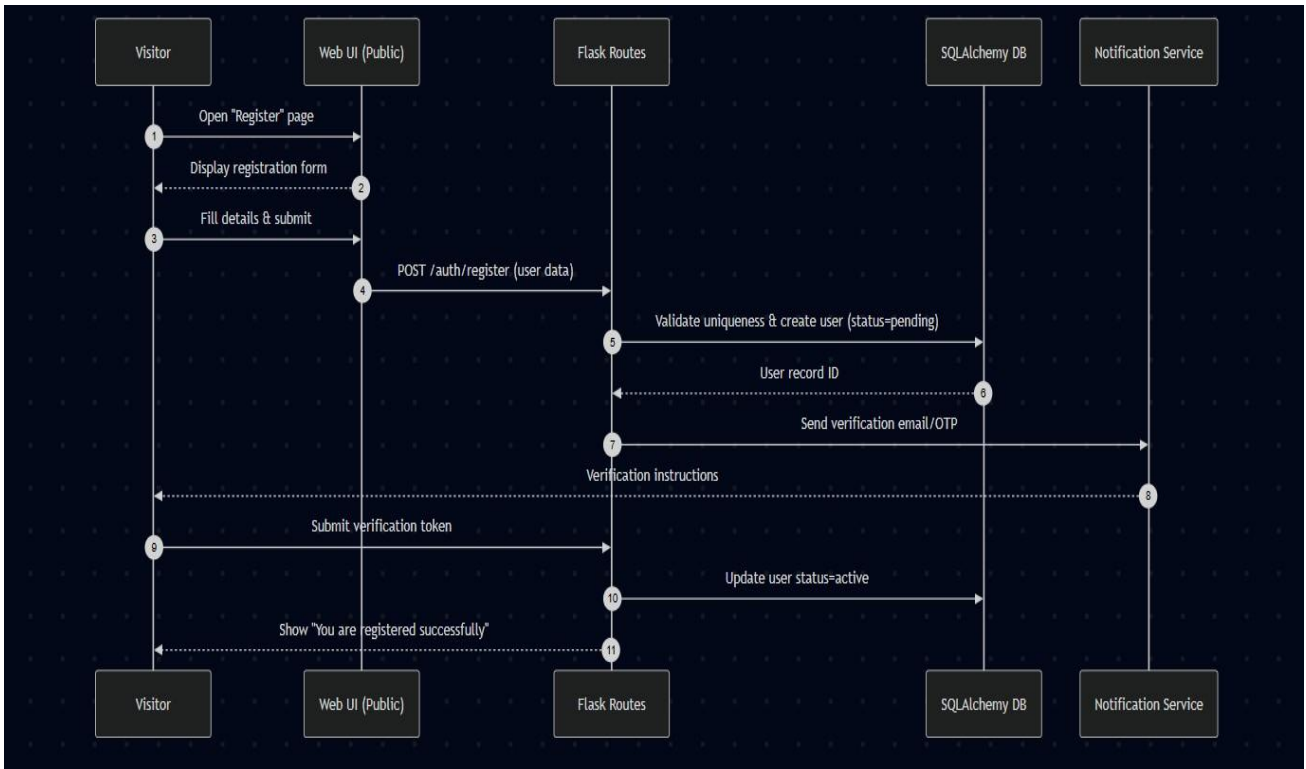 Visitor
Web UI (Public)
Flask Routes
SQLAlchemy DB
Notification Service
Open "Register" page
1
Display registration form
2
Fill details & submit
3
POST /auth/register (user data)
4
Validate uniqueness & create user (status=pending)
5
User record ID
6
Send verification email/OTP
7
Verification instructions
8
Submit verification token
9
Update user status=active
10
Show "You are registered successfully"
11
Visitor
Web UI (Public)
Flask Routes
SQLAlchemy DB
Notification Service